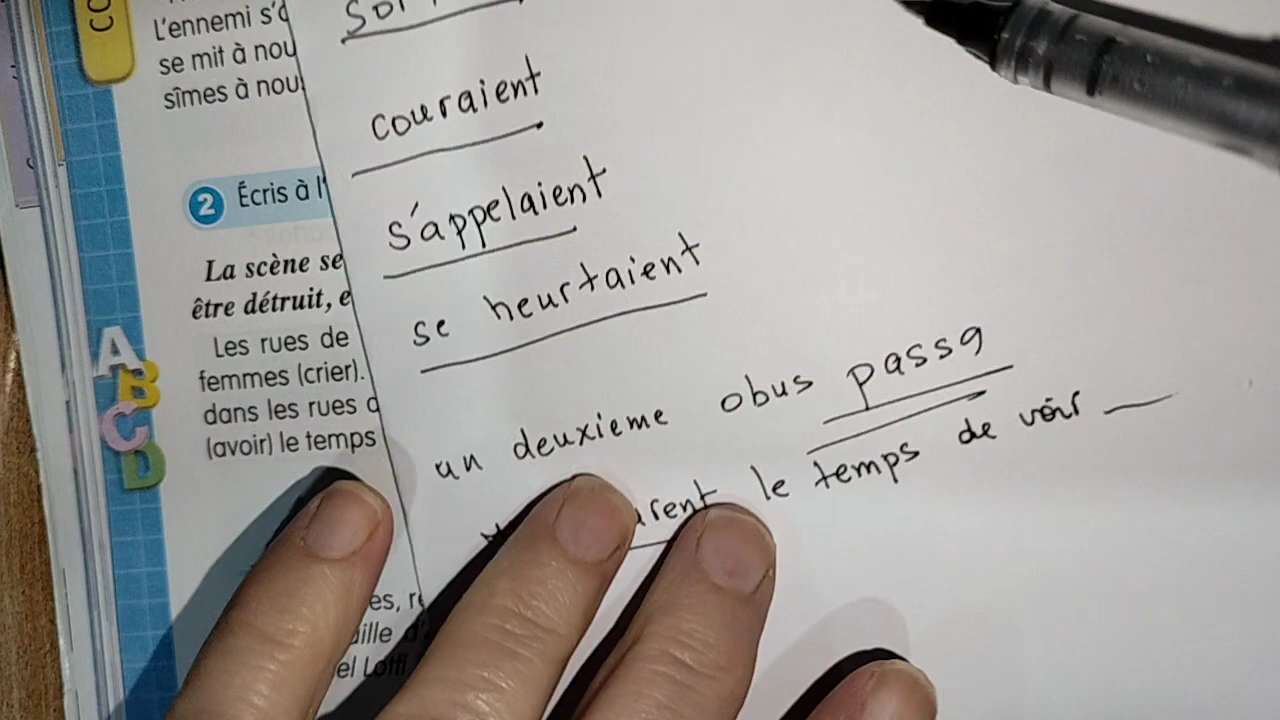 L'ennemi
se mit à nou
sîmes à nou
couraient
s'appelaient
se heurtaient
2 Écris à l'
La scène se
être détruit, e
Les rues de
femmes (crier).
dans les rues
(avoir) le temps
un deuxieme obus passa
le temps de voir
A
B
C
D